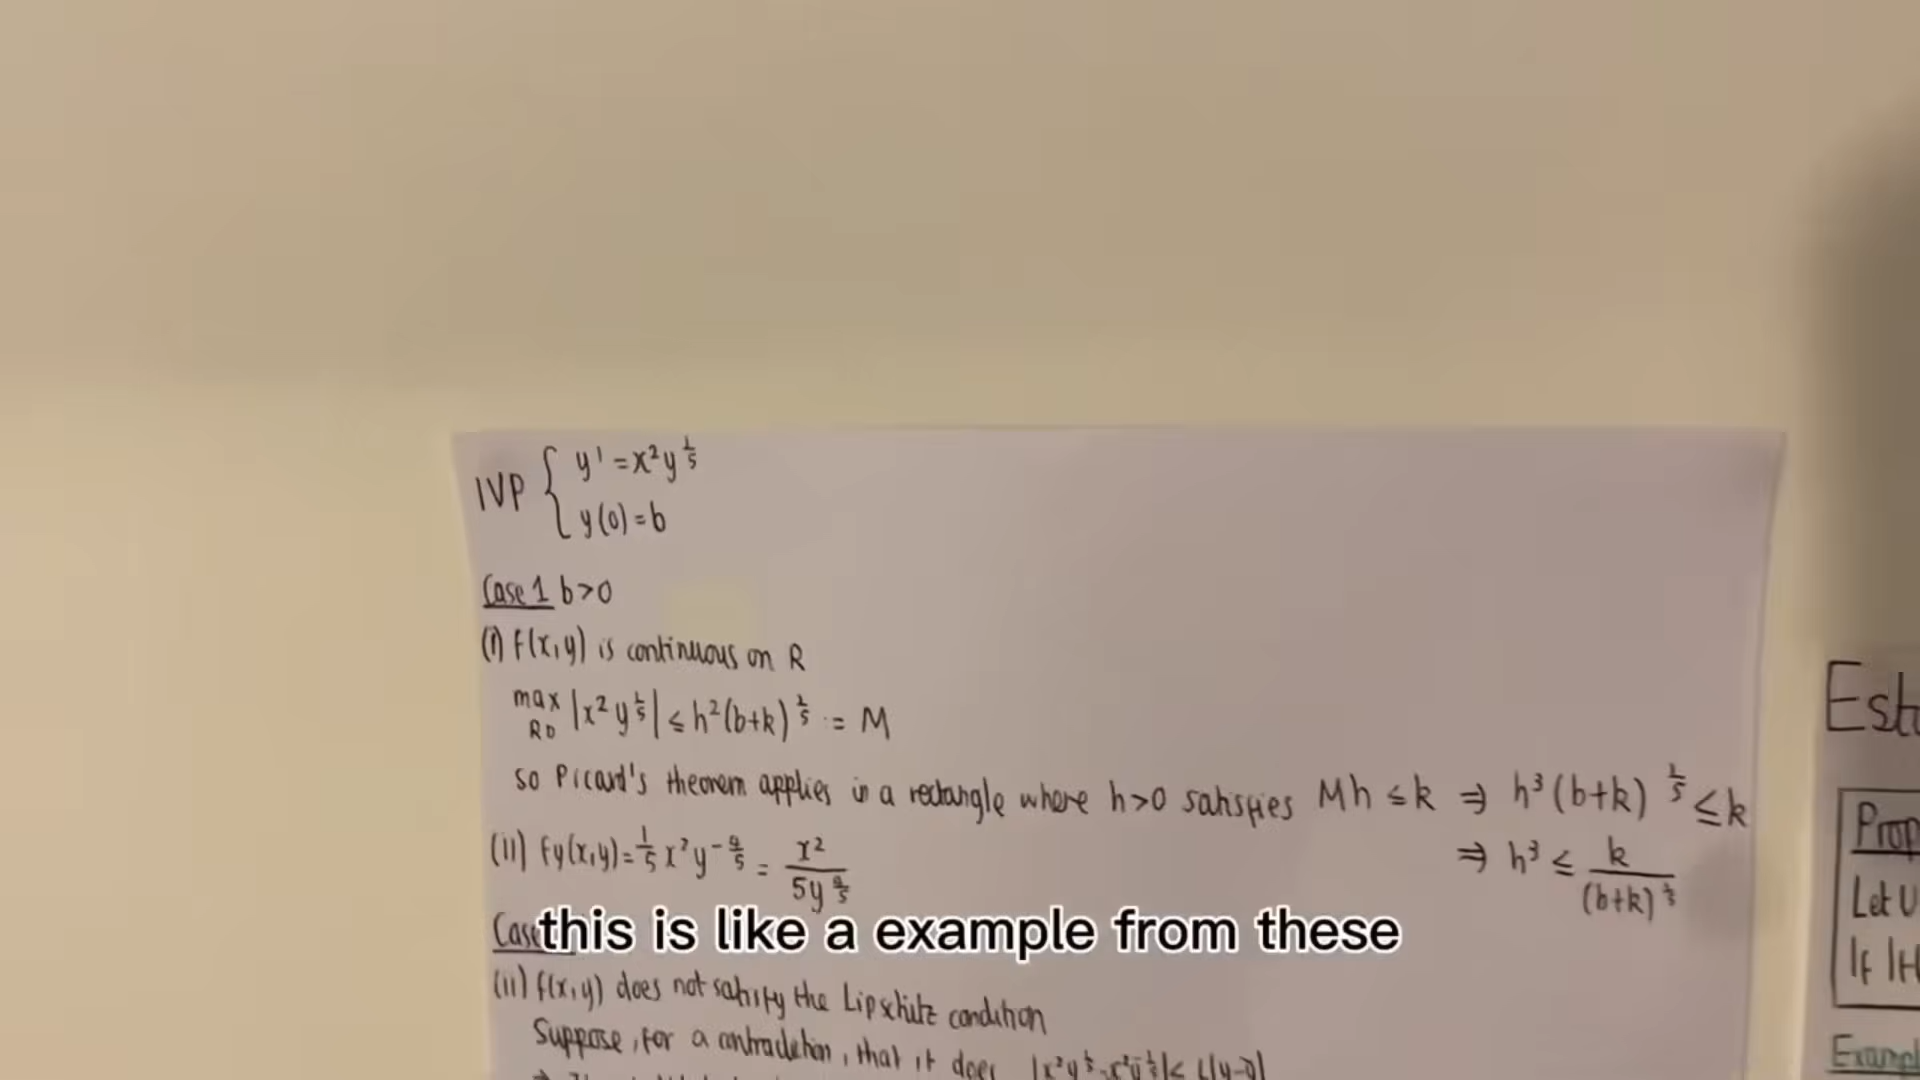 IVP { y' = x²y^{1/5}
y(0) = b
Case 1 b>0
(i) f(x,y) is continuous on R
max |x²y^{1/5}| ≤ h²(b+k)^{1/5} := M
so Picard's theorem applies in a rectangle where h>0 satisfies Mh ≤ k ⇒ h³(b+k)^{1/5} ≤ k
⇒ h³ ≤ k/(b+k)^{1/5}
(ii) fy(x,y) = 1/5 x²y^{-4/5} = x²/5y^{4/5}
this is like a example from these
(ii) f(x,y) does not satisfy the Lipschitz condition
Suppose, for a contradiction, that it does
Est
Prop
Let U
If
Exampl